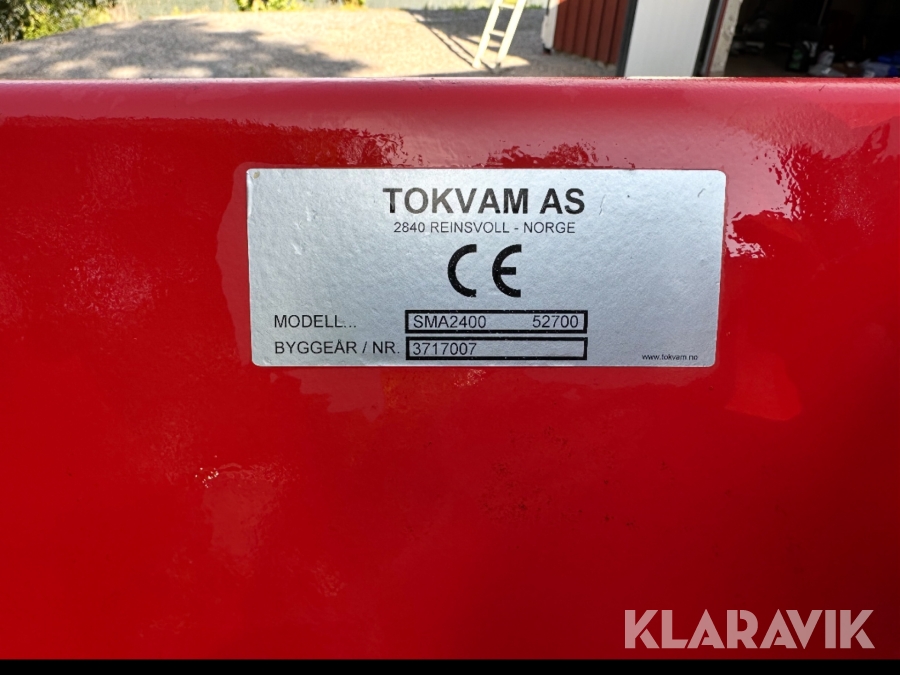 TOKVAM AS
2840 REINSVOLL - NORGE
CE
MODELL... SMA2400 52700
BYGGEÅR / NR. 3717007
www.tokvam.no
KLARAVIK